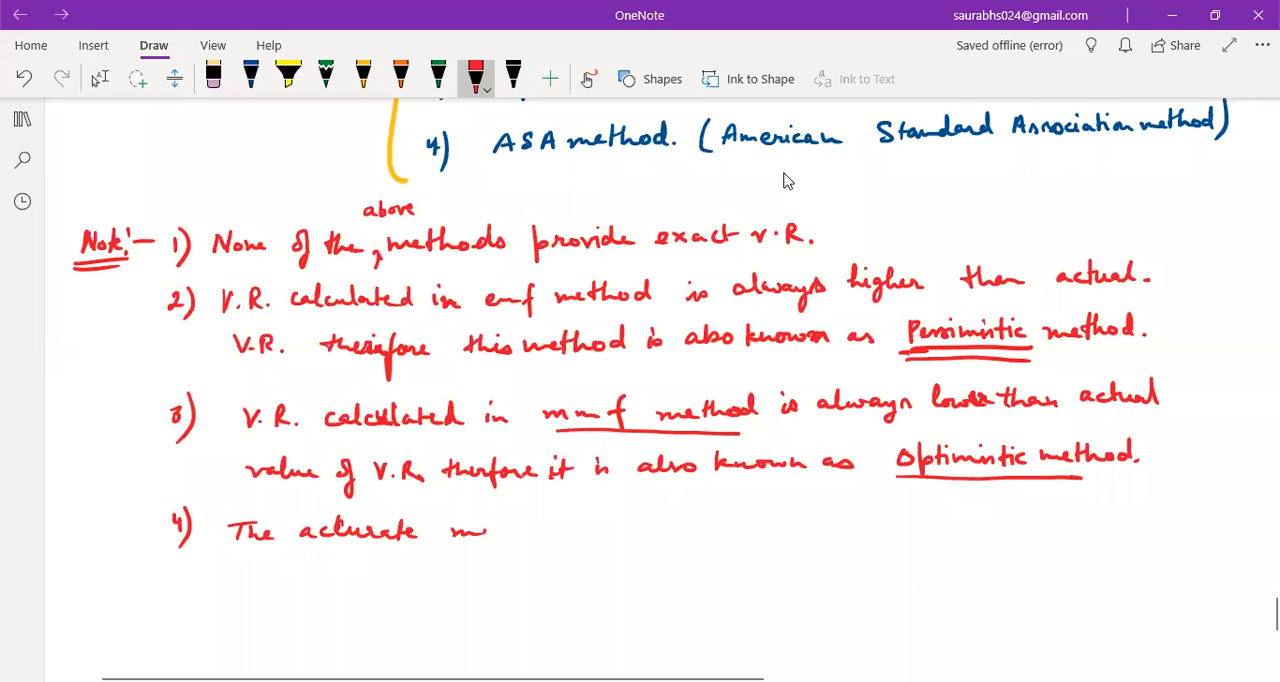 OneNote
saurabhs024@gmail.com
Home Insert Draw View Help
Saved offline (error) Share
Shapes Ink to Shape Ink to Text
4) ASA method. (American Standard Association method)
above
Note:- 1) None of the methods provide exact V.R.
2) V.R. calculated in emf method is always higher than actual.
V.R. therefore this method is also known as Pessimistic method.
3) V.R. calculated in mmf method is always lower than actual
value of V.R, therfore it is also known as Optimistic method.
4) The accurate m